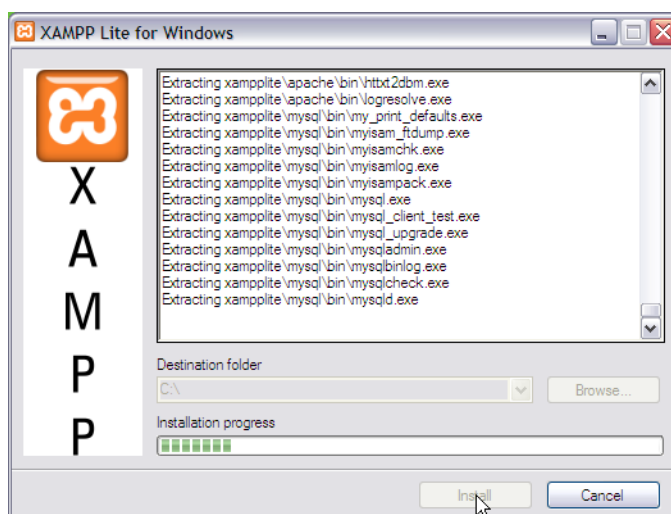 XAMPP Lite for Windows
X
A
M
P
P
Extracting xampplite\apache\bin\httxt2dbm.exe
Extracting xampplite\apache\bin\logresolve.exe
Extracting xampplite\mysql\bin\my_print_defaults.exe
Extracting xampplite\mysql\bin\myisam_ftdump.exe
Extracting xampplite\mysql\bin\myisamchk.exe
Extracting xampplite\mysql\bin\myisamlog.exe
Extracting xampplite\mysql\bin\myisampack.exe
Extracting xampplite\mysql\bin\mysql.exe
Extracting xampplite\mysql\bin\mysql_client_test.exe
Extracting xampplite\mysql\bin\mysql_upgrade.exe
Extracting xampplite\mysql\bin\mysqladmin.exe
Extracting xampplite\mysql\bin\mysqlbinlog.exe
Extracting xampplite\mysql\bin\mysqlcheck.exe
Extracting xampplite\mysql\bin\mysqld.exe
Destination folder
C:\
Browse...
Installation progress
Install
Cancel